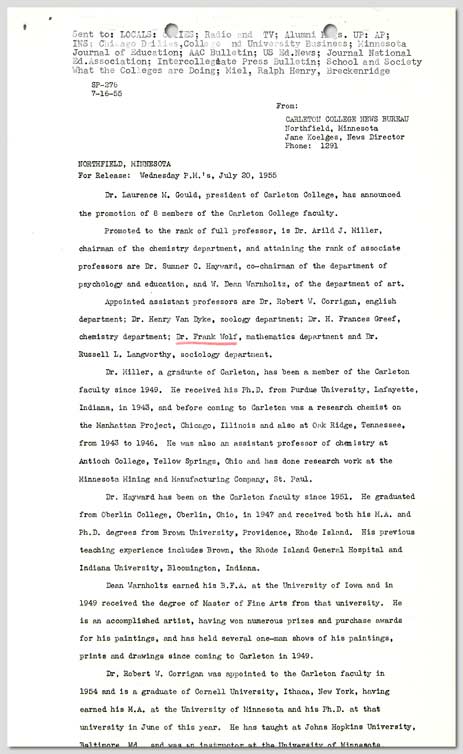 Sent to: LOCALS: Radio and TV; Alumni UP: AP;
INS: Chicago Dailies, College and University Business; Minnesota
Journal of Education; AAC Bulletin; US Ed.News; Journal National
Ed.Association; Intercollegiate Press Bulletin; School and Society
What the Colleges are Doing; Miel, Ralph Henry, Breckenridge
SP-276
7-16-55
From:
CARLETON COLLEGE NEWS BUREAU
Northfield, Minnesota
Jane Koelges, News Director
Phone: 1291
NORTHFIELD, MINNESOTA
For Release: Wednesday P.M.'s, July 20, 1955
Dr. Laurence M. Gould, president of Carleton College, has announced
the promotion of 8 members of the Carleton College faculty.
Promoted to the rank of full professor, is Dr. Arild J. Miller,
chairman of the chemistry department, and attaining the rank of associate
professors are Dr. Sumner C. Hayward, co-chairman of the department of
psychology and education, and W. Dean Warnholtz, of the department of art.
Appointed assistant professors are Dr. Robert W. Corrigan, english
department; Dr. Henry Van Dyke, zoology department; Dr. H. Frances Greef,
chemistry department; Dr. Frank Wolf, mathematics department and Dr.
Russell L. Langworthy, sociology department.
Dr. Miller, a graduate of Carleton, has been a member of the Carleton
faculty since 1949. He received his Ph.D. from Purdue University, Lafayette,
Indiana, in 1943, and before coming to Carleton was a research chemist on
the Manhattan Project, Chicago, Illinois and also at Oak Ridge, Tennessee,
from 1943 to 1946. He was also an assistant professor of chemistry at
Antioch College, Yellow Springs, Ohio and has done research work at the
Minnesota Mining and Manufacturing Company, St. Paul.
Dr. Hayward has been on the Carleton faculty since 1951. He graduated
from Oberlin College, Oberlin, Ohio, in 1947 and received both his M.A. and
Ph.D. degrees from Brown University, Providence, Rhode Island. His previous
teaching experience includes Brown, the Rhode Island General Hospital and
Indiana University, Bloomington, Indiana.
Dean Warnholtz earned his B.F.A. at the University of Iowa and in
1949 received the degree of Master of Fine Arts from that university. He
is an accomplished artist, having won numerous prizes and purchase awards
for his paintings, and has held several one-man shows of his paintings,
prints and drawings since coming to Carleton in 1949.
Dr. Robert W. Corrigan was appointed to the Carleton faculty in
1954 and is a graduate of Cornell University, Ithaca, New York, having
earned his M.A. at the University of Minnesota and his Ph.D. at that
university in June of this year. He has taught at Johns Hopkins University,
Baltimore, Md. and was an instructor at the University of Minnesota